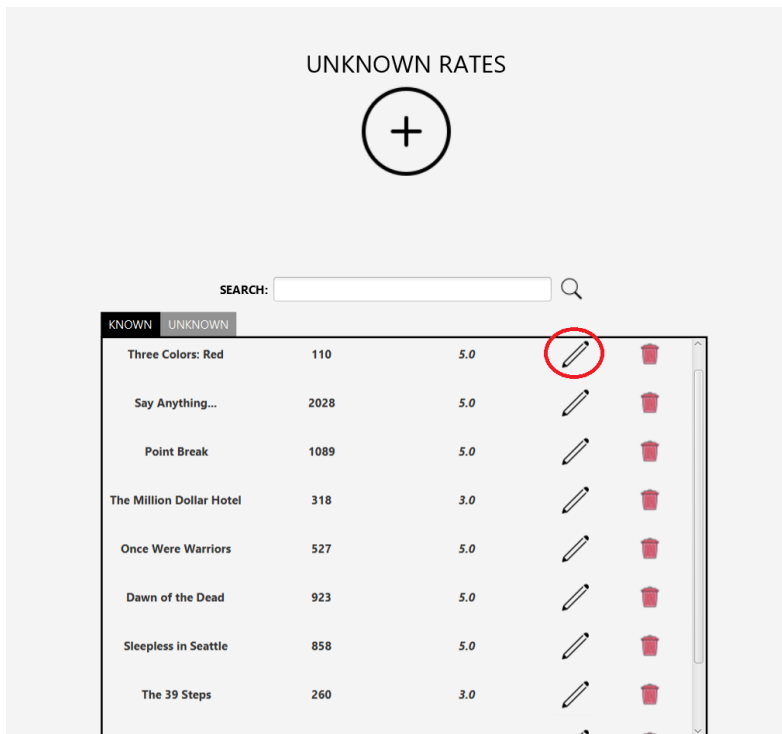 UNKNOWN RATES
SEARCH:
KNOWN UNKNOWN
Three Colors: Red 110 5.0
Say Anything... 2028 5.0
Point Break 1089 5.0
The Million Dollar Hotel 318 3.0
Once Were Warriors 527 5.0
Dawn of the Dead 923 5.0
Sleepless in Seattle 858 5.0
The 39 Steps 260 3.0